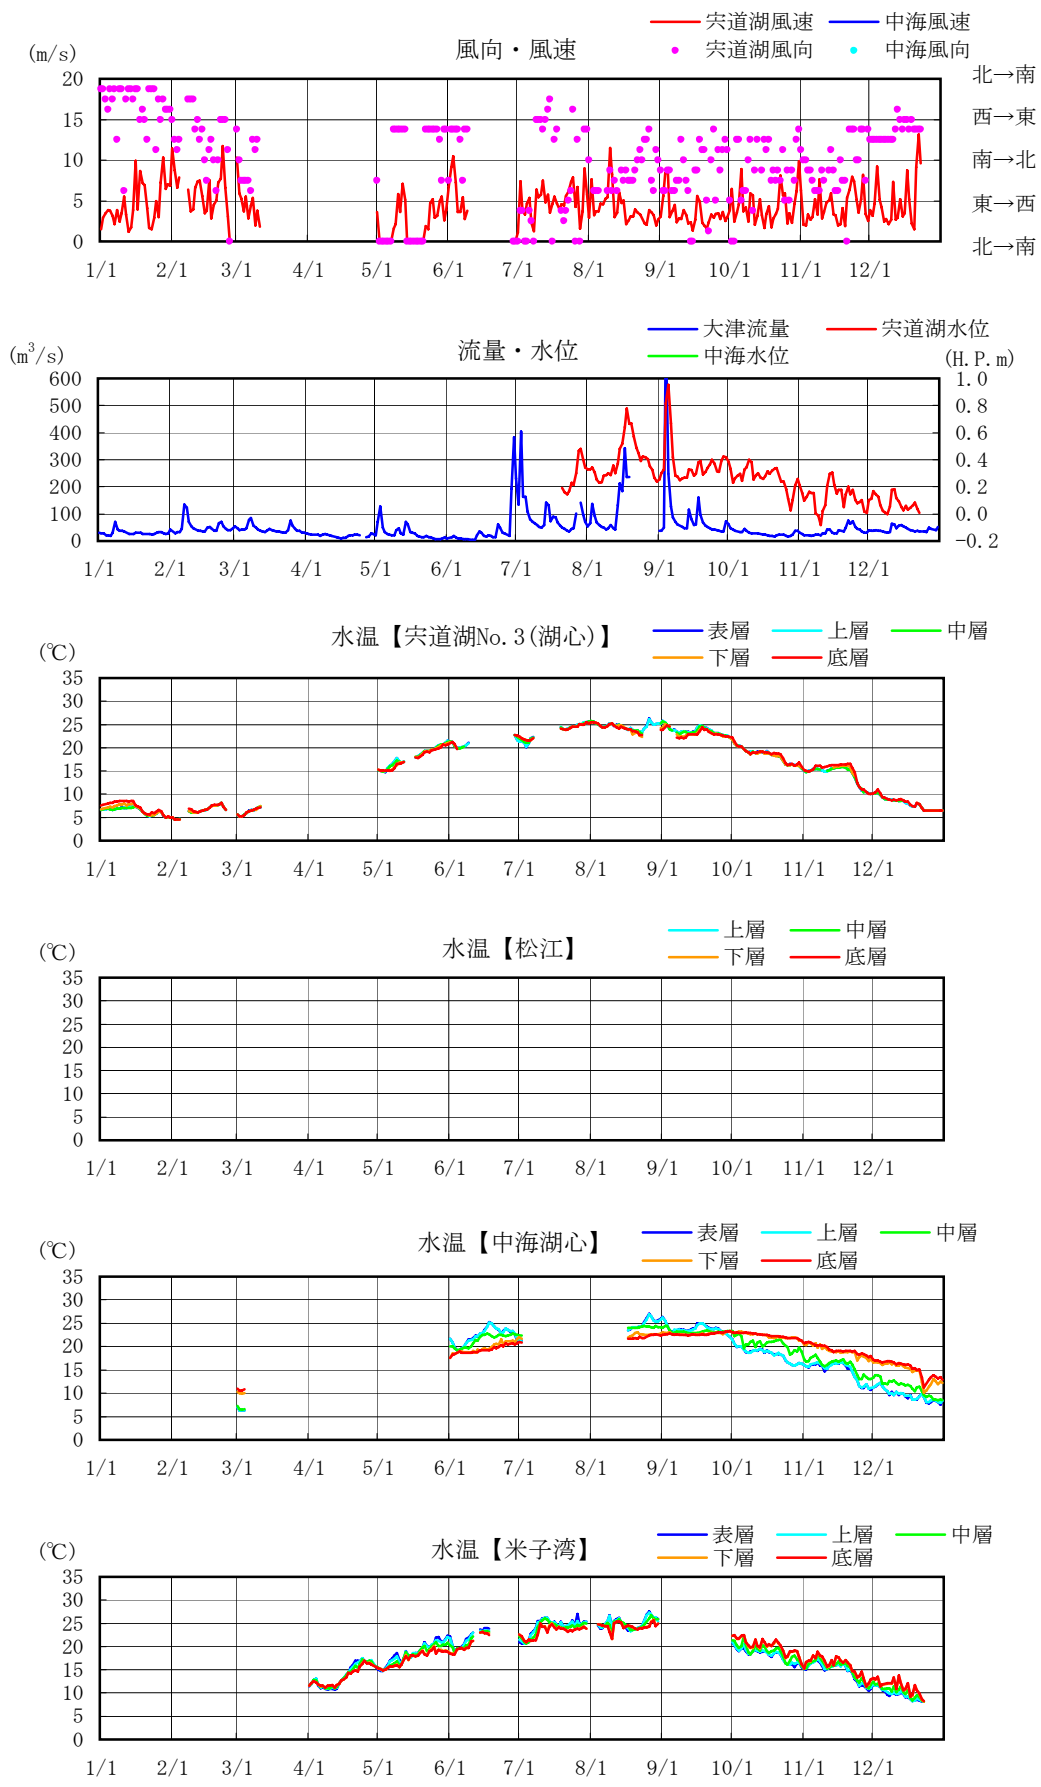 宍道湖風速 中海風速
風向・風速 宍道湖風向 中海風向
(m/s)
20 北→南
15 西→東
10 南→北
5 東→西
0 北→南
1/1 2/1 3/1 4/1 5/1 6/1 7/1 8/1 9/1 10/1 11/1 12/1
大津流量 宍道湖水位
(m³/s) 流量・水位 中海水位 (H.P.m)
600 1.0
500 0.8
400 0.6
300 0.4
200 0.2
100 0.0
0 -0.2
1/1 2/1 3/1 4/1 5/1 6/1 7/1 8/1 9/1 10/1 11/1 12/1
水温【宍道湖No.3(湖心)】 表層 上層 中層
(℃) 下層 底層
35
30
25
20
15
10
5
0
1/1 2/1 3/1 4/1 5/1 6/1 7/1 8/1 9/1 10/1 11/1 12/1
上層 中層
(℃) 水温【松江】 下層 底層
35
30
25
20
15
10
5
0
1/1 2/1 3/1 4/1 5/1 6/1 7/1 8/1 9/1 10/1 11/1 12/1
表層 上層 中層
(℃) 水温【中海湖心】 下層 底層
35
30
25
20
15
10
5
0
1/1 2/1 3/1 4/1 5/1 6/1 7/1 8/1 9/1 10/1 11/1 12/1
表層 上層 中層
(℃) 水温【米子湾】 下層 底層
35
30
25
20
15
10
5
0
1/1 2/1 3/1 4/1 5/1 6/1 7/1 8/1 9/1 10/1 11/1 12/1